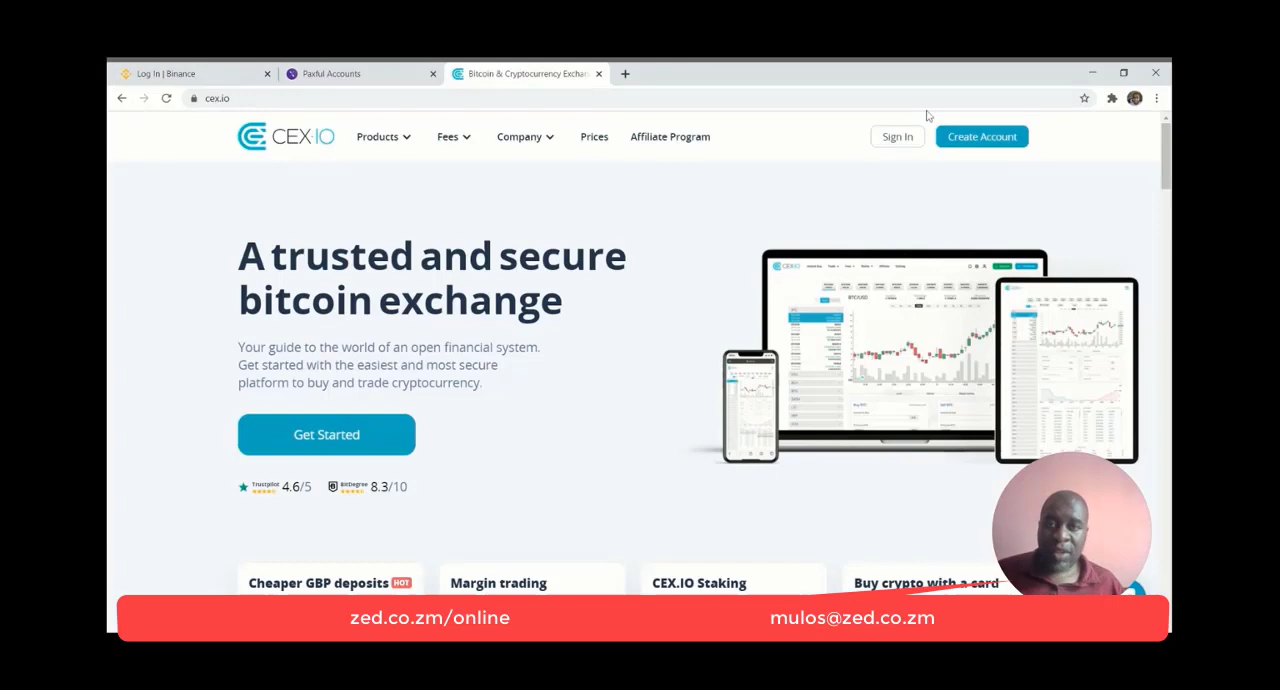 Log In | Binance
Paxful Accounts
Bitcoin & Cryptocurrency Exchan
cex.io
CEX·IO
Products
Fees
Company
Prices
Affiliate Program
Sign In
Create Account
A trusted and secure
bitcoin exchange
Your guide to the world of an open financial system.
Get started with the easiest and most secure
platform to buy and trade cryptocurrency.
Get Started
Trustpilot 4.6/5
BitDegree 8.3/10
Cheaper GBP deposits HOT
Margin trading
CEX.IO Staking
Buy crypto with a card
zed.co.zm/online
mulos@zed.co.zm